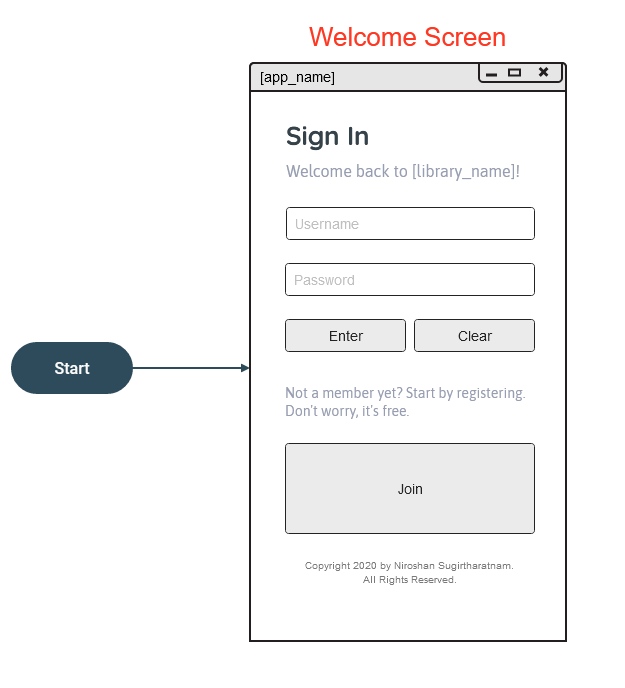 Welcome Screen
[app_name]
Sign In
Welcome back to [library_name]!
Username
Password
Enter
Clear
Start
Not a member yet? Start by registering.
Don't worry, it's free.
Join
Copyright 2020 by Niroshan Sugirtharatnam.
All Rights Reserved.